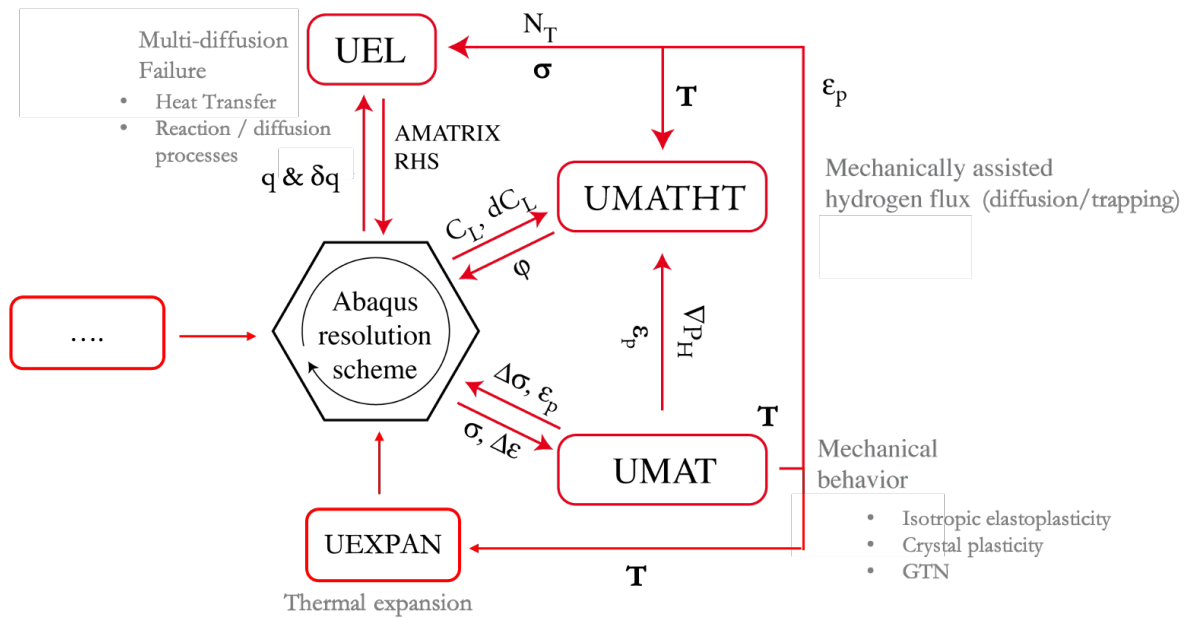 Multi-diffusion
Failure
• Heat Transfer
• Reaction / diffusion
processes
UEL
N_T
σ
T
ε_p
AMATRIX
RHS
q & δq
UMATHT
Mechanically assisted
hydrogen flux (diffusion/trapping)
C_L, dC_L
φ
Abaqus
resolution
scheme
....
∇p_H
ε_p
Δσ, ε_p
σ, Δε
T
UMAT
Mechanical
behavior
• Isotropic elastoplasticity
• Crystal plasticity
• GTN
UEXPAN
T
Thermal expansion